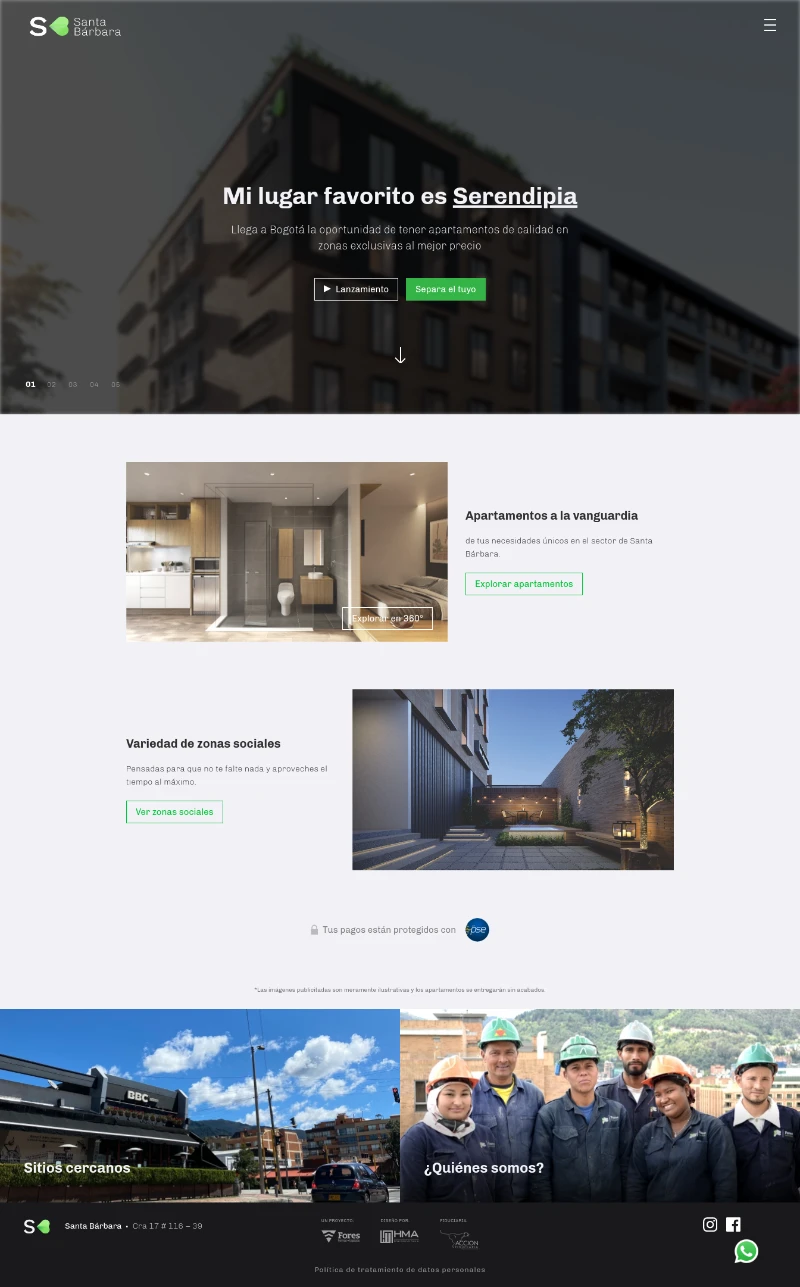 S Santa
Bárbara
Mi lugar favorito es Serendipia
Llega a Bogotá la oportunidad de tener apartamentos de calidad en
zonas exclusivas al mejor precio
Lanzamiento
Separa el tuyo
01 02 03 04 05
Apartamentos a la vanguardia
de tus necesidades únicos en el sector de Santa
Bárbara.
Explorar apartamentos
Explorar en 360°
Variedad de zonas sociales
Pensadas para que no te falte nada y aproveches el
tiempo al máximo.
Ver zonas sociales
Tus pagos están protegidos con pse
*Las imágenes publicitadas son meramente ilustrativas y los apartamentos se entregarán sin acabados.
BBC
Sitios cercanos
¿Quiénes somos?
S Santa Bárbara • Cra 17 # 116 – 39
UN PROYECTO:
Fores
DISEÑO POR:
HMA
FIDUCIARIA:
ACCION
Política de tratamiento de datos personales